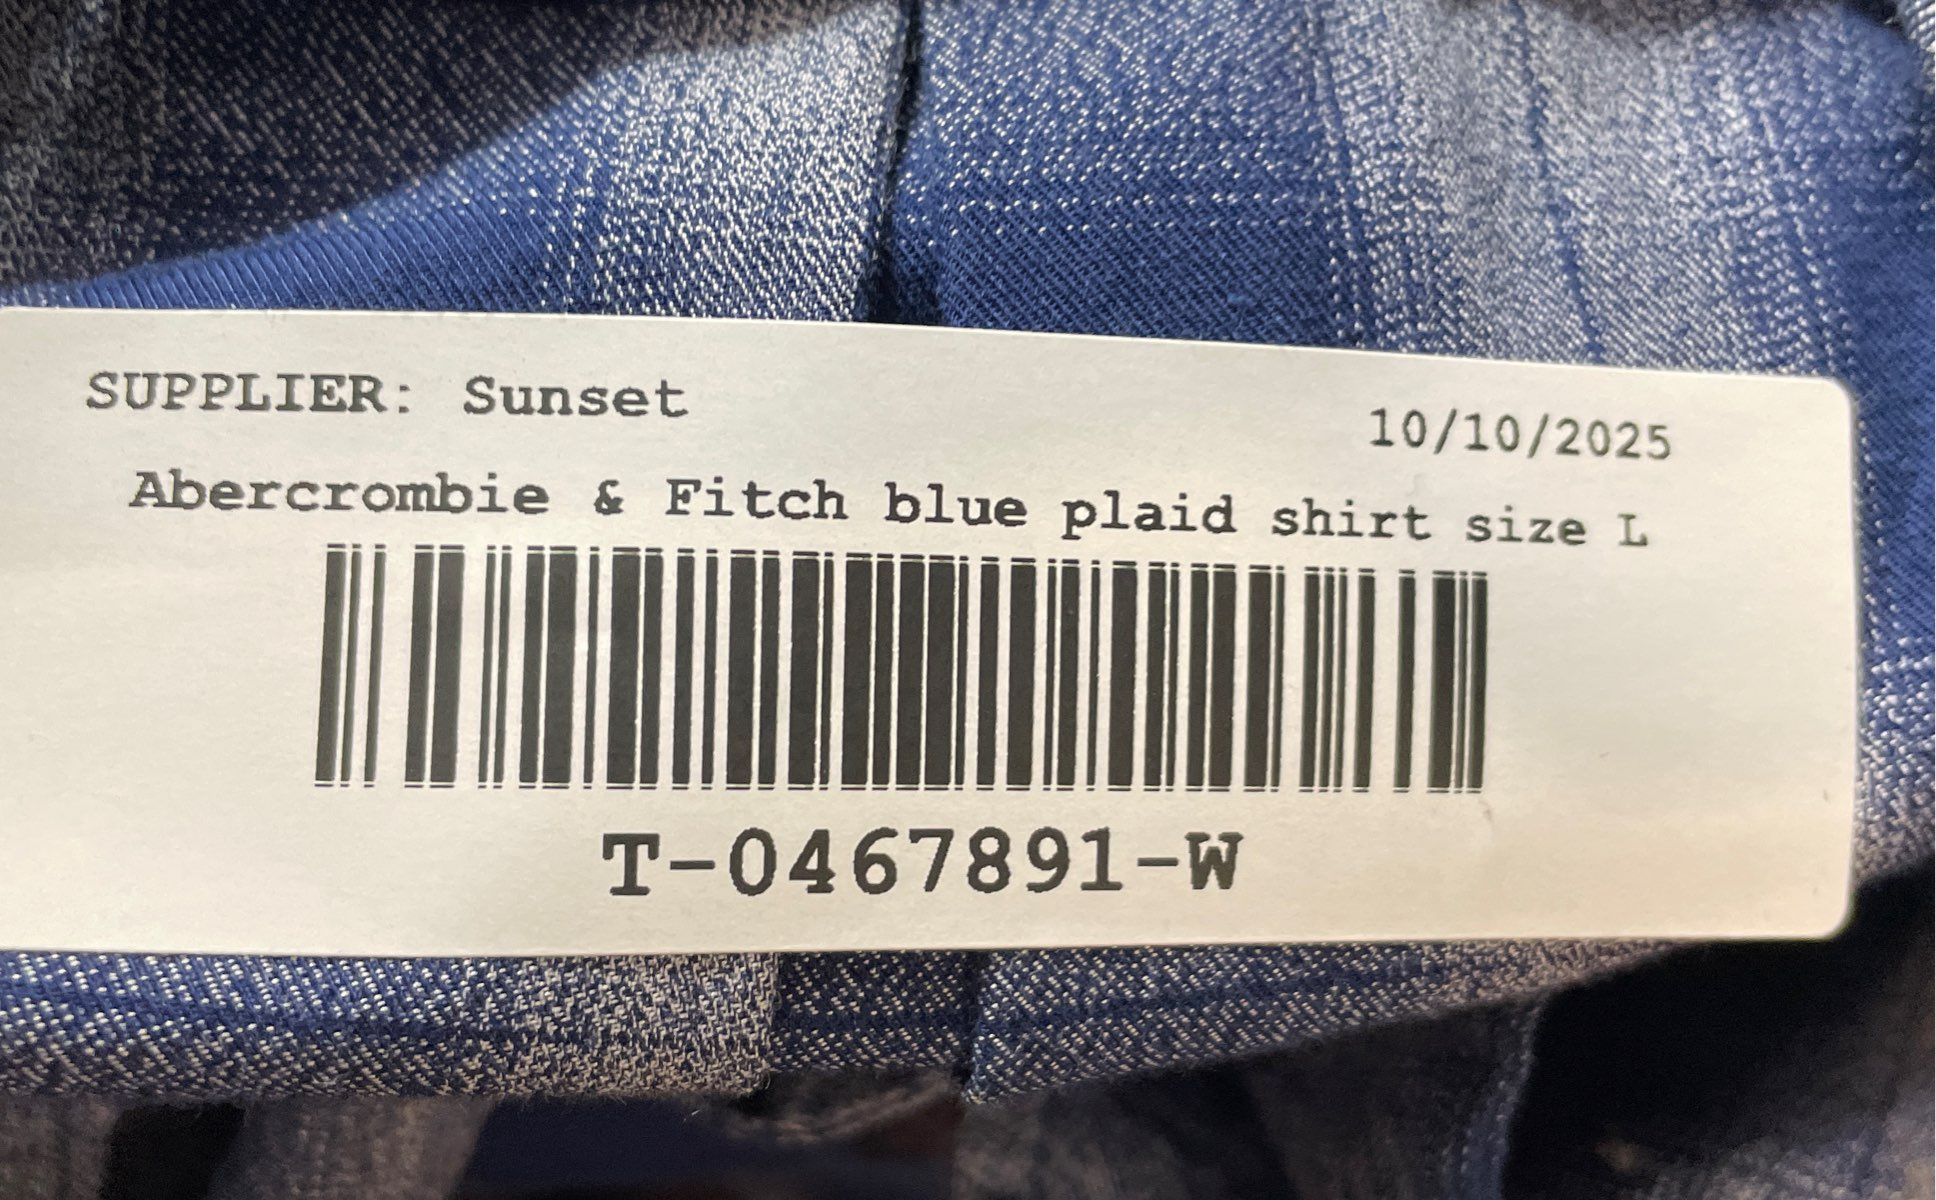 SUPPLIER: Sunset
10/10/2025
Abercrombie & Fitch blue plaid shirt size L
T-0467891-W